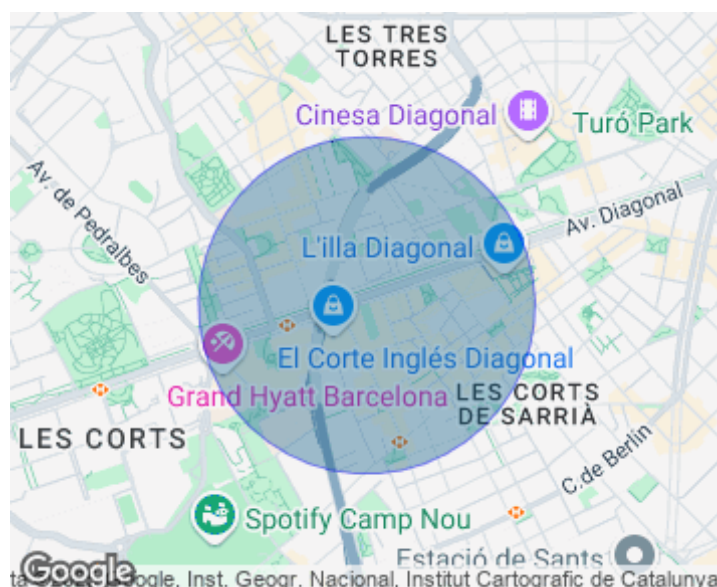 LES TRES
TORRES
Cinesa Diagonal
Turó Park
Av. de Pedralbes
Av. Diagonal
L'illa Diagonal
El Corte Inglés Diagonal
Grand Hyatt Barcelona
LES CORTS
DE SARRIÀ
LES CORTS
C. de Berlin
Spotify Camp Nou
Estació de Sants
Google
Google, Inst. Geogr. Nacional, Institut Cartogràfic de Catalunya